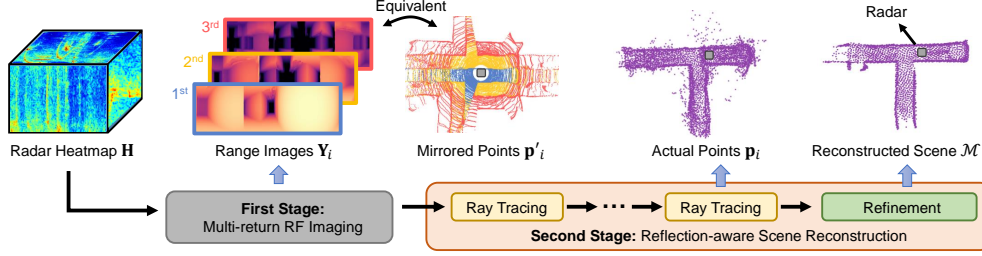 Equivalent
Radar
3rd
2nd
1st
Radar Heatmap H
Range Images Yᵢ
Mirrored Points p′ᵢ
Actual Points pᵢ
Reconstructed Scene ℳ
First Stage:
Multi-return RF Imaging
Ray Tracing
...
Ray Tracing
Refinement
Second Stage: Reflection-aware Scene Reconstruction